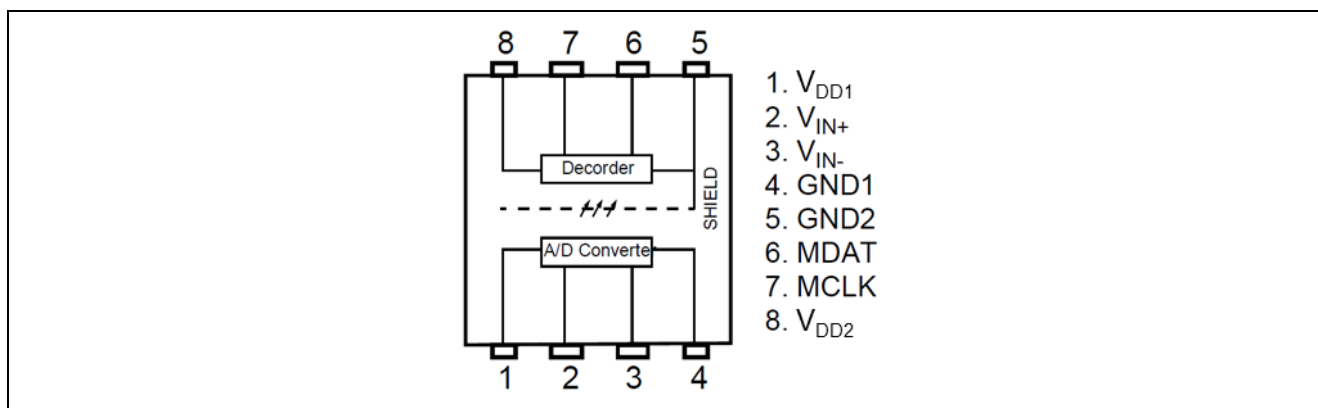 8 7 6 5
Decorder
SHIELD
A/D Converte
1 2 3 4
1. VDD1
2. VIN+
3. VIN-
4. GND1
5. GND2
6. MDAT
7. MCLK
8. VDD2